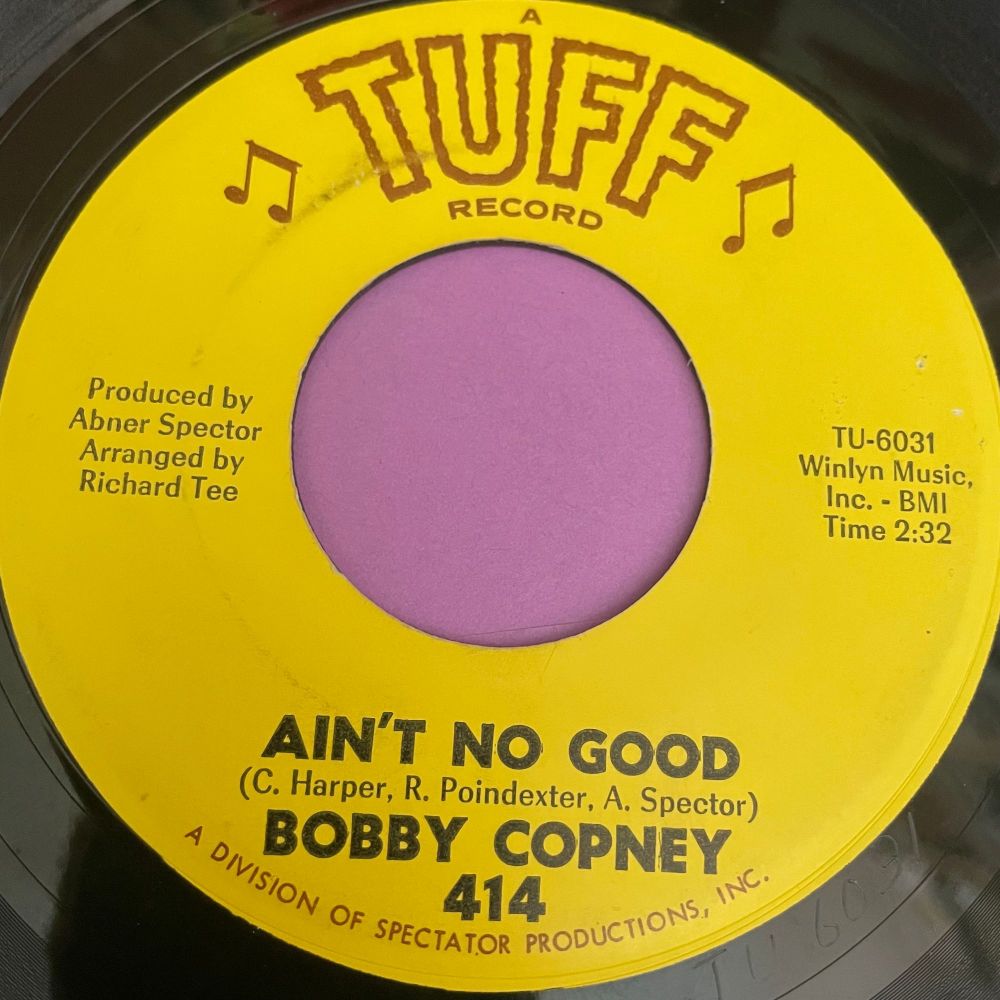 A
TUFF
RECORD
Produced by
Abner Spector
Arranged by
Richard Tee
TU-6031
Winlyn Music,
Inc. - BMI
Time 2:32
AIN'T NO GOOD
(C. Harper, R. Poindexter, A. Spector)
BOBBY COPNEY
414
A DIVISION OF SPECTATOR PRODUCTIONS, INC.